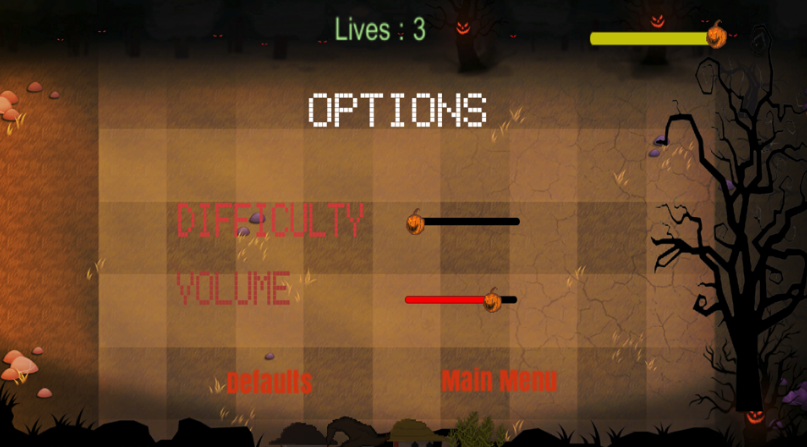 Lives : 3
OPTIONS
DIFFICULTY
VOLUME
Defaults Main Menu